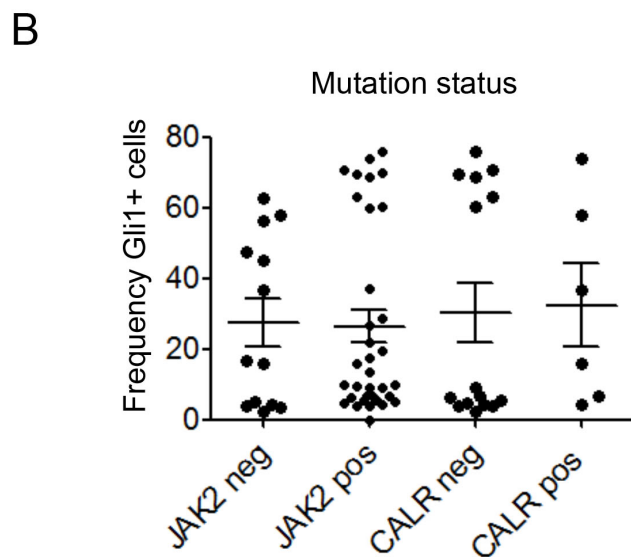 B
Mutation status
Frequency Gli1+ cells
80
60
40
20
0
JAK2 neg
JAK2 pos
CALR neg
CALR pos